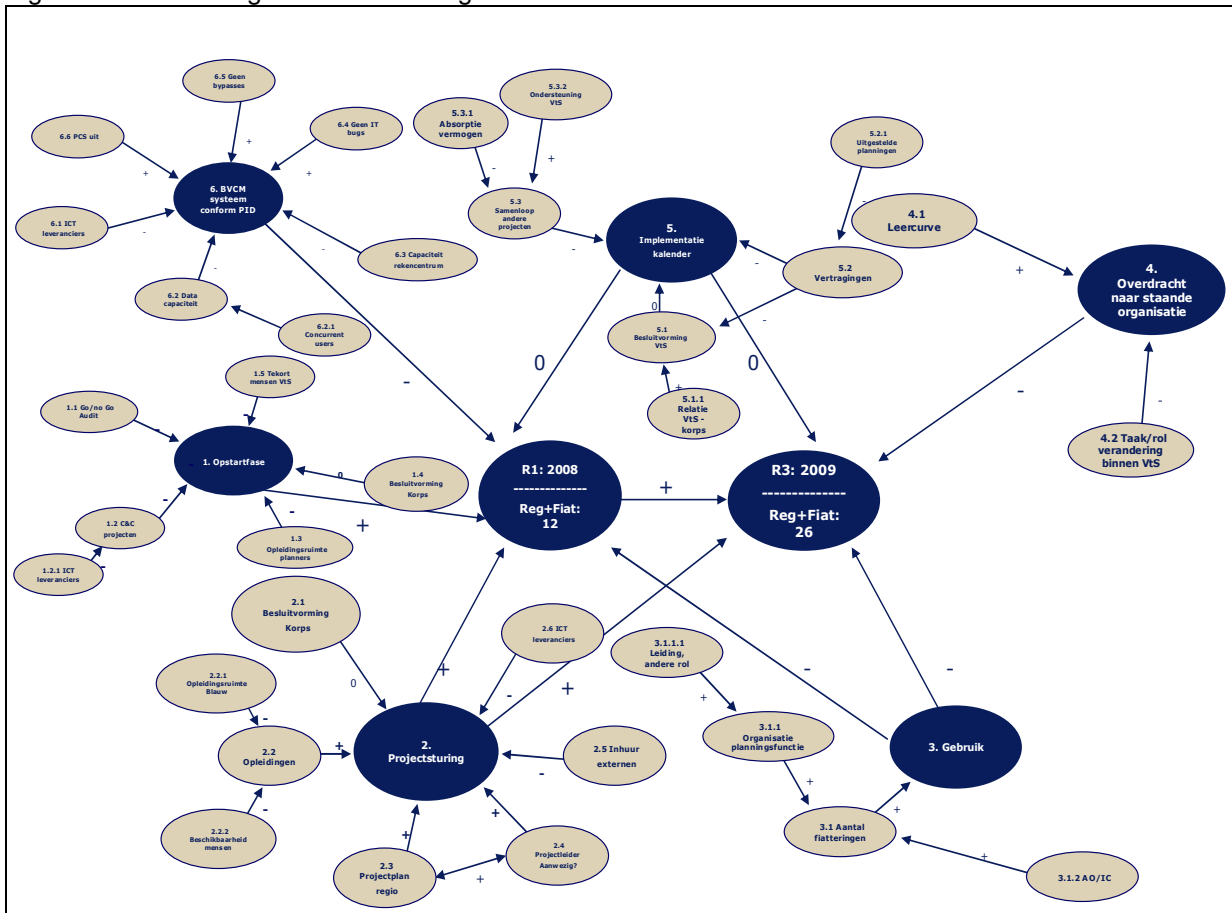 6.5 Geen
bypasses
5.3.2
Ondersteuning
VtS
5.3.1
Absorptie
vermogen
6.4 Geen IT
bugs
5.2.1
Uitgestelde
planningen
6.6 PCS uit
+
+
+
-
+
6. BVCM
systeem
conform PID
5.3
Samenloop
andere
projecten
-
4.1
Leercurve
6.1 ICT
leveranciers
-
-
-
5.
Implementatie
kalender
6.3 Capaciteit
rekencentrum
-
5.2
Vertragingen
+
4.
Overdracht
naar staande
organisatie
6.2 Data
capaciteit
-
0
5.1
Besluitvorming
VtS
-
6.2.1
Concurrent
users
1.5 Tekort
mensen VtS
-
0
0
+
5.1.1
Relatie
VtS -
korps
-
-
1.1 Go/no Go
Audit
-
-
4.2 Taak/rol
verandering
binnen VtS
1. Opstartfase
-
0
1.4
Besluitvorming
Korps
R1: 2008
--------------
Reg+Fiat:
12
+
R3: 2009
---------------
Reg+Fiat:
26
1.2 C&C
projecten
-
-
+
1.3
Opleidingsruimte
planners
1.2.1 ICT
leveranciers
-
2.1
Besluitvorming
Korps
2.6 ICT
leveranciers
3.1.1.1
Leiding,
andere rol
2.2.1
Opleidingsruimte
Blauw
0
+
-
+
-
-
+
-
2.
Projectsturing
3.1.1
Organisatie
planningsfunctie
3. Gebruik
2.2
Opleidingen
+
2.5 Inhuur
externen
-
-
+
+
2.2.2
Beschikbaarheid
mensen
+
+
2.4
Projectleider
Aanwezig?
3.1 Aantal
fiatteringen
+
2.3
Projectplan
regio
+
3.1.2 AO/IC